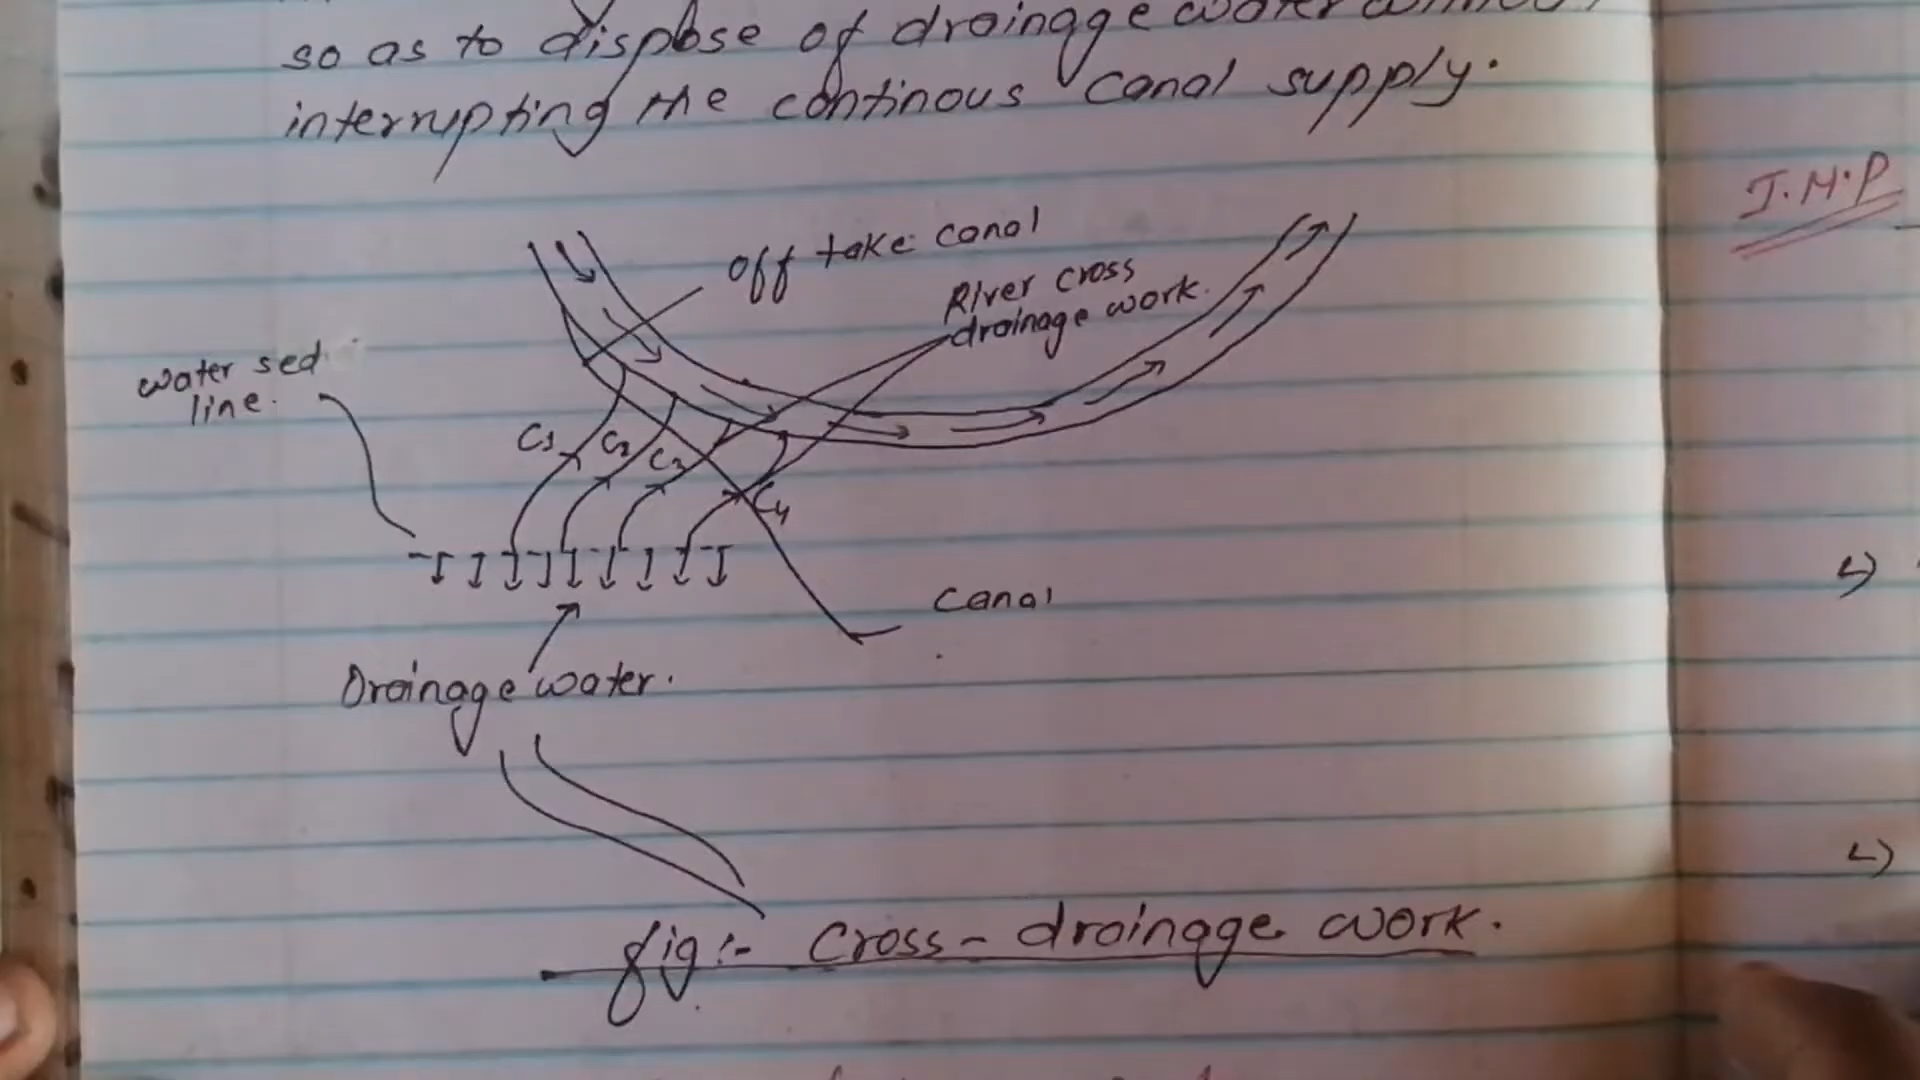 so as to dispose of drainage water
interrupting the continous canal supply.
I.M.P
off take canal
River cross
drainage work.
water sed
line.
C1 C2 C3
C4
Canal
Drainage water.
fig:- Cross-drainage work.